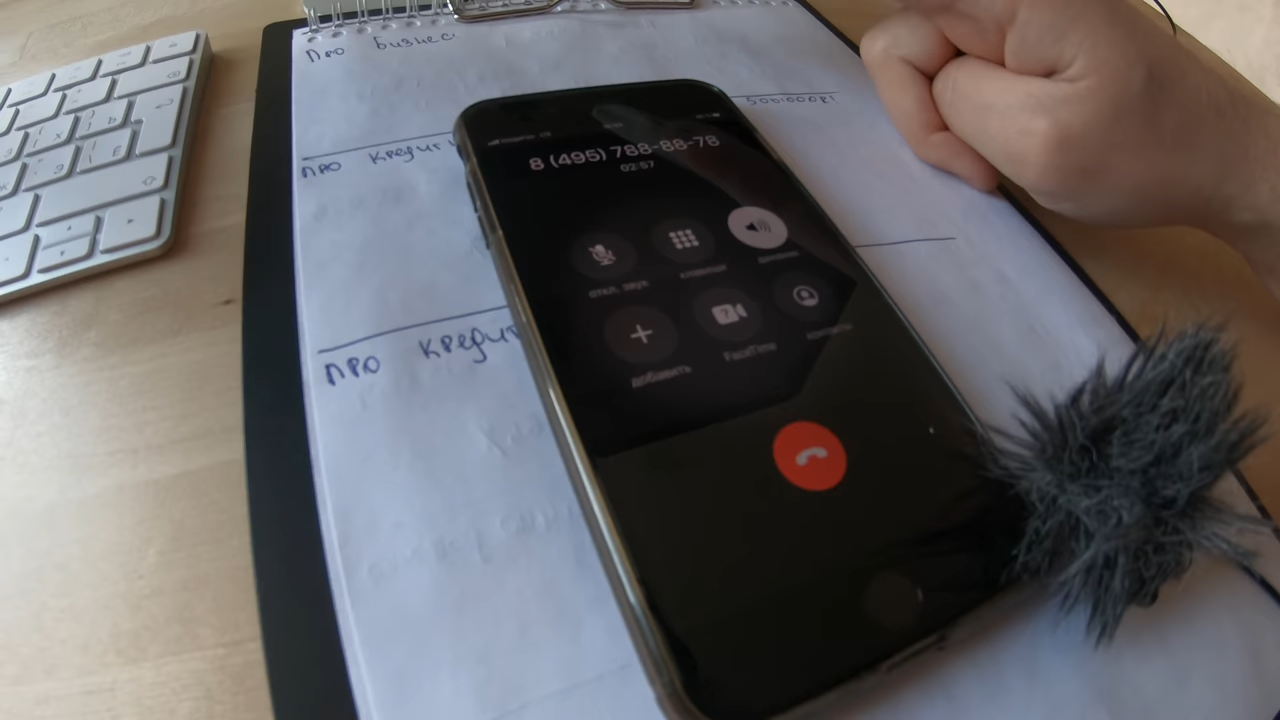 Про Бизнес
8 (495) 788-88-78
02:57
про кредит
откл. звук
клавиши
динамик
добавить
FaceTime
контакты
про кредит